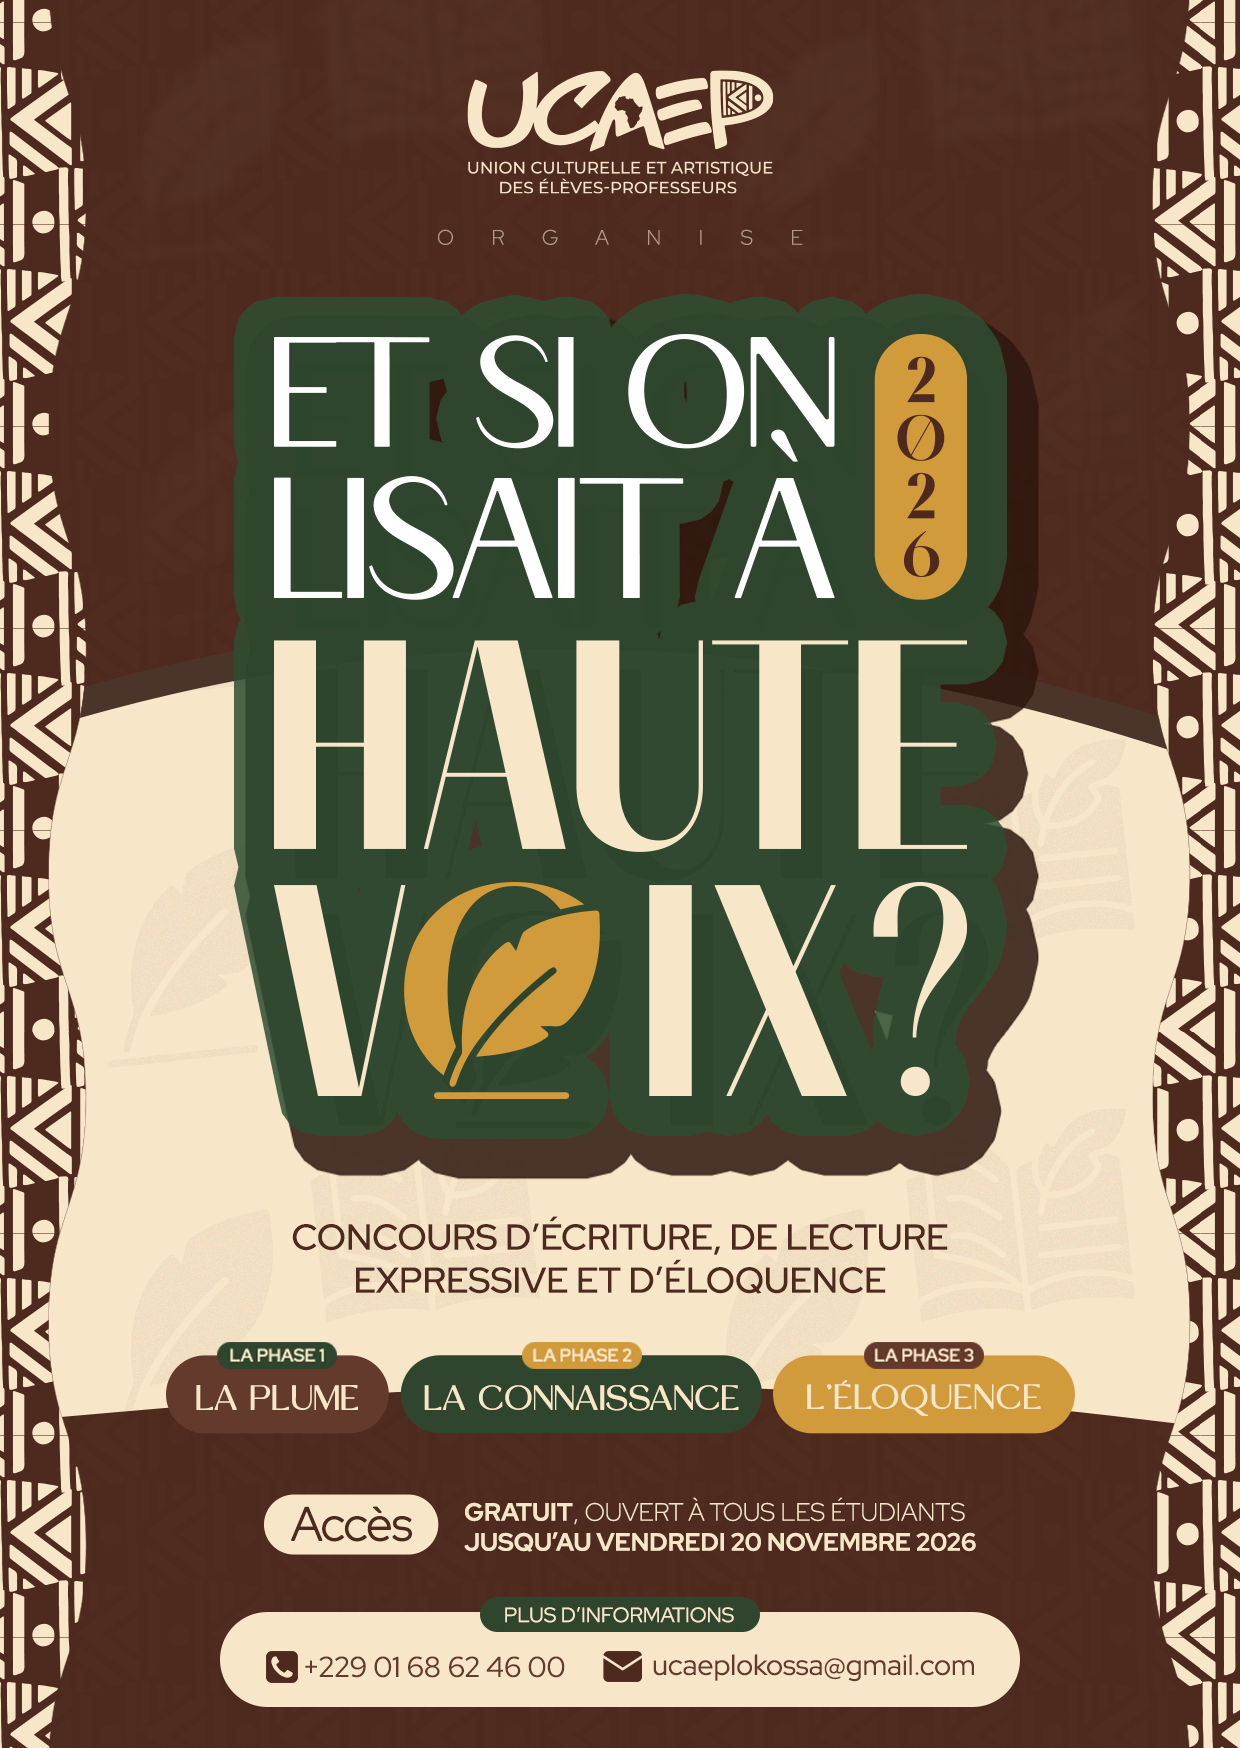 UCAEP
UNION CULTURELLE ET ARTISTIQUE
DES ÉLÈVES-PROFESSEURS
ORGANISE
ET SI ON
LISAIT À
2026
HAUTE
VOIX?
CONCOURS D'ÉCRITURE, DE LECTURE
EXPRESSIVE ET D'ÉLOQUENCE
LA PHASE 1
LA PLUME
LA PHASE 2
LA CONNAISSANCE
LA PHASE 3
L'ÉLOQUENCE
Accès
GRATUIT, OUVERT À TOUS LES ÉTUDIANTS
JUSQU'AU VENDREDI 20 NOVEMBRE 2026
PLUS D'INFORMATIONS
+229 01 68 62 46 00
ucaeplokossa@gmail.com